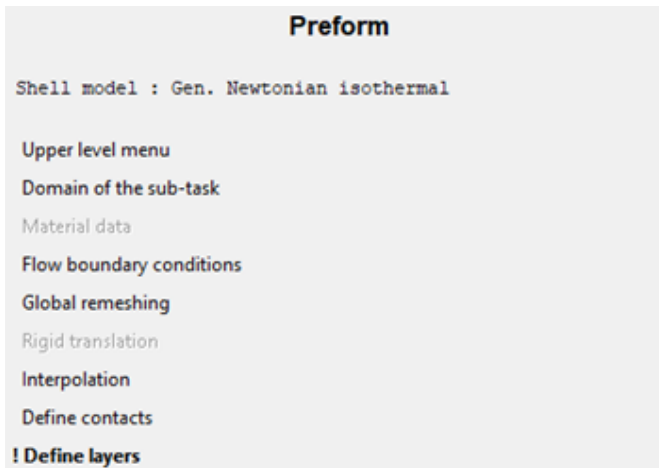 Preform
Shell model : Gen. Newtonian isothermal
Upper level menu
Domain of the sub-task
Material data
Flow boundary conditions
Global remeshing
Rigid translation
Interpolation
Define contacts
! Define layers